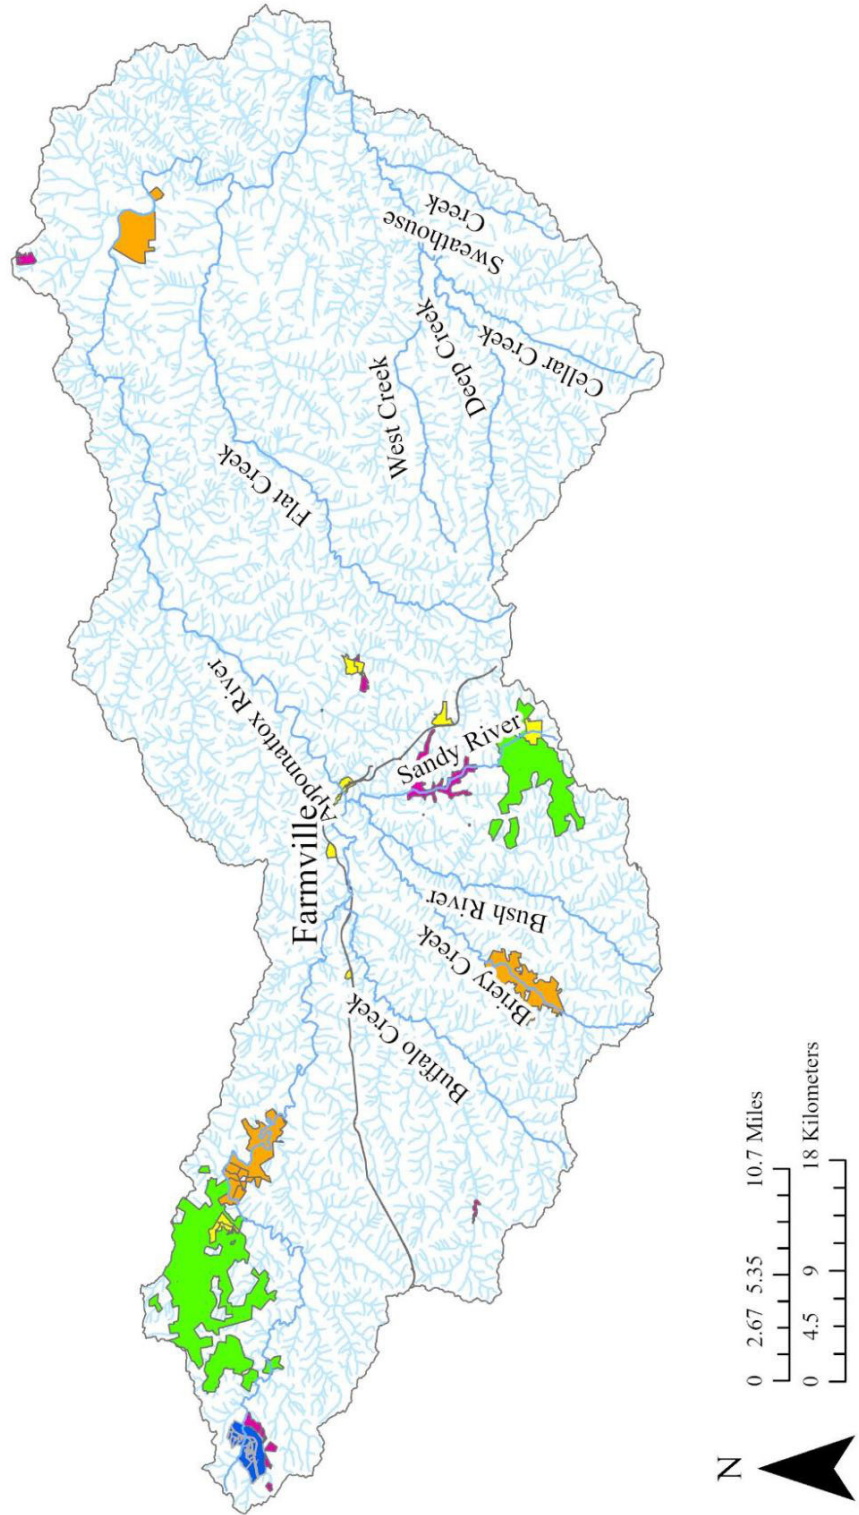 Sweathouse
Creek
Cellar Creek
Deep Creek
West Creek
Flat Creek
Appomattox River
Farmville
Sandy River
Bush River
Briery Creek
Buffalo Creek
N
0 2.67 5.35 10.7 Miles
0 4.5 9 18 Kilometers